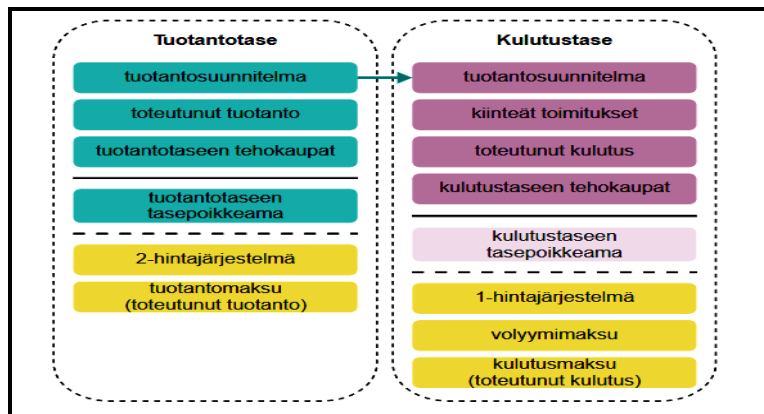 Tuotantotase
tuotantosuunnitelma
toteutunut tuotanto
tuotantotaseen tehokaupat
tuotantotaseen
tasepoikkeama
2-hintajärjestelmä
tuotantomaksu
(toteutunut tuotanto)
Kulutustase
tuotantosuunnitelma
kiinteät toimitukset
toteutunut kulutus
kulutustaseen tehokaupat
kulutustaseen
tasepoikkeama
1-hintajärjestelmä
volyymimaksu
kulutusmaksu
(toteutunut kulutus)